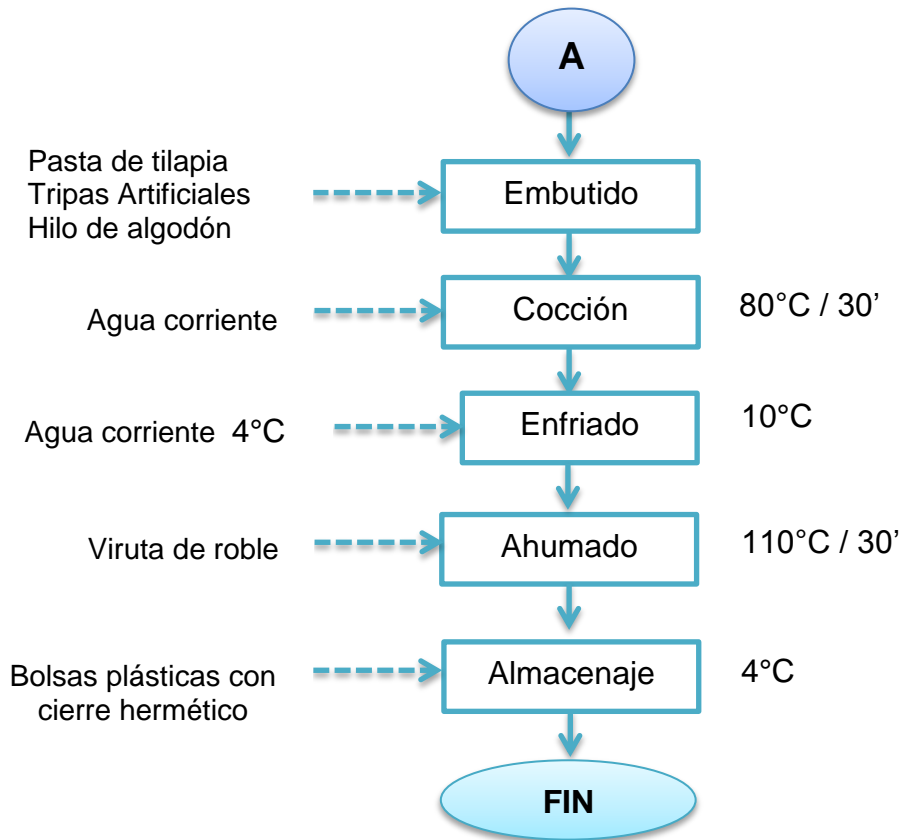 A
Pasta de tilapia
Tripas Artificiales
Hilo de algodón
Embutido
Agua corriente
Cocción
80°C / 30’
Agua corriente 4°C
Enfriado
10°C
Viruta de roble
Ahumado
110°C / 30’
Bolsas plásticas con
cierre hermético
Almacenaje
4°C
FIN